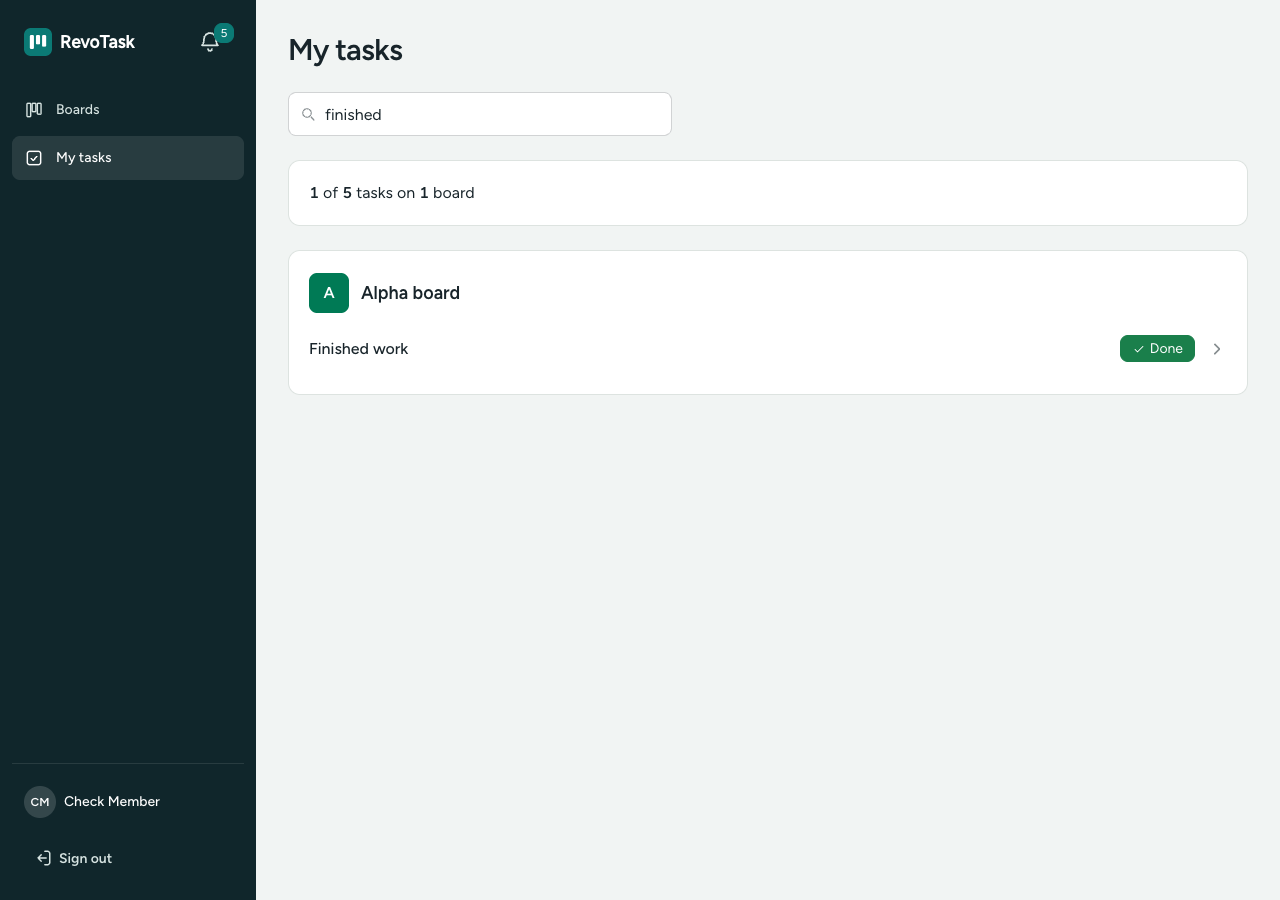 RevoTask
5
Boards
My tasks
My tasks
finished
1 of 5 tasks on 1 board
A
Alpha board
Finished work
Done
CM
Check Member
Sign out